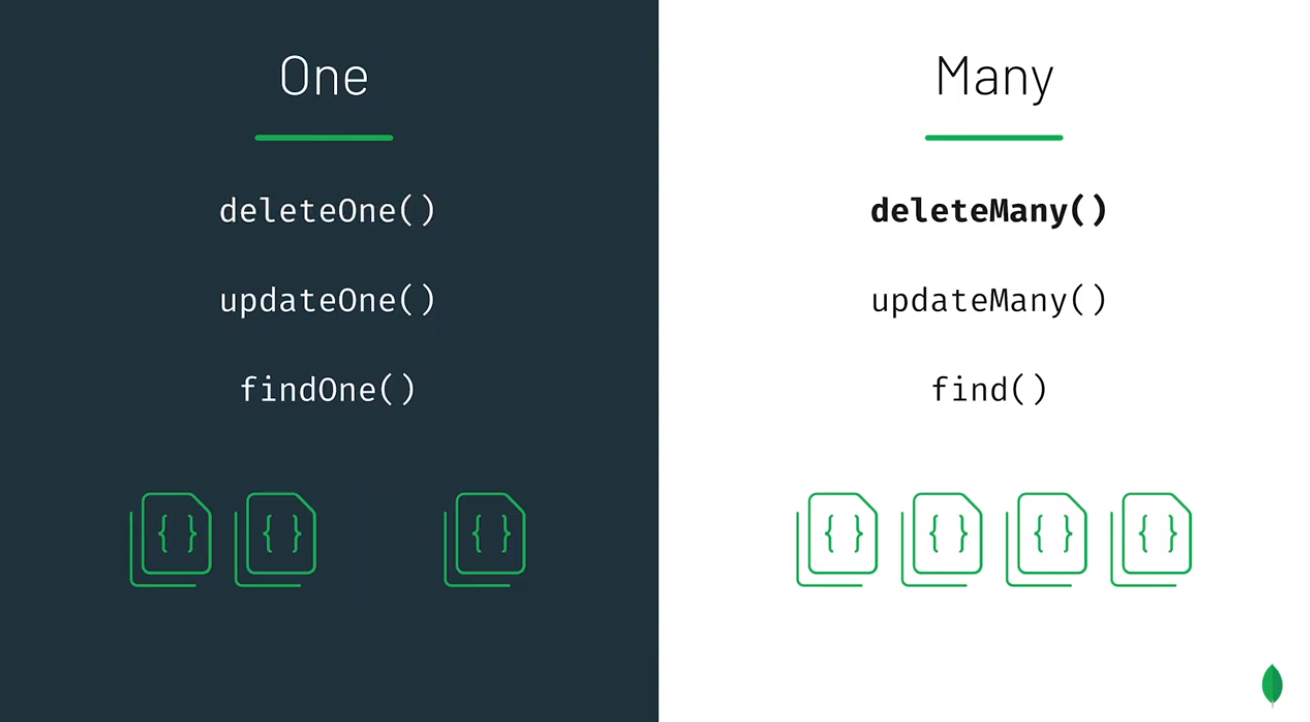 One
deleteOne()
updateOne()
findOne()
{ } { } { }
Many
deleteMany()
updateMany()
find()
{ } { } { } { }